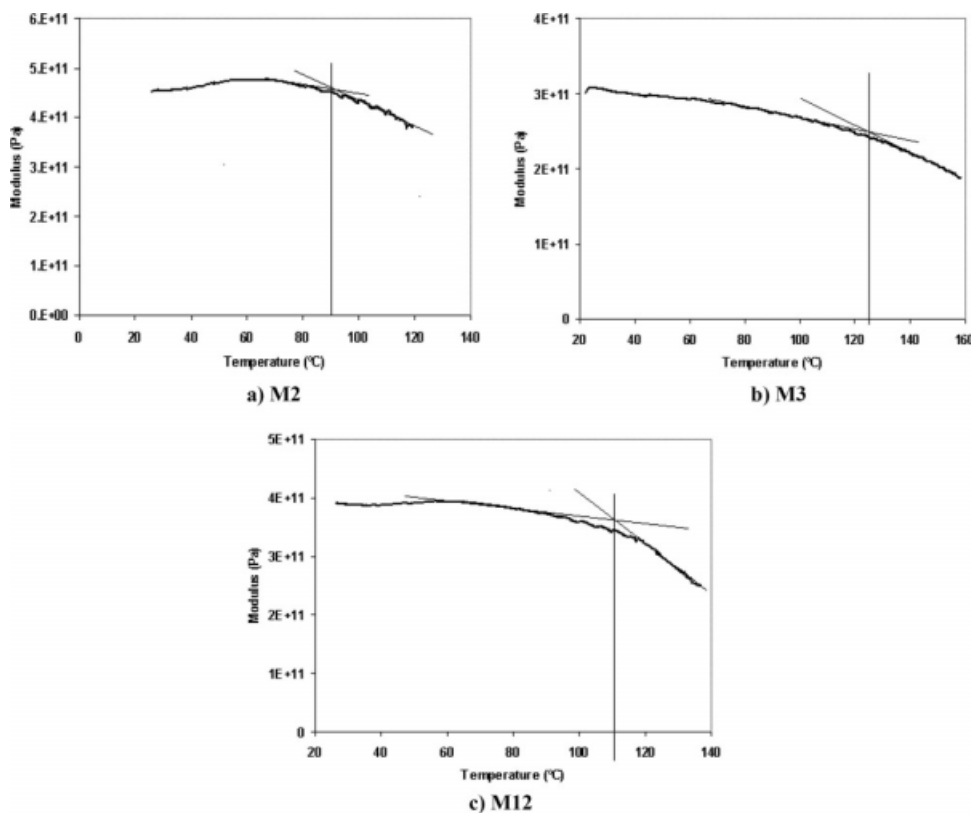 6.E+11
5.E+11
4.E+11
3.E+11
2.E+11
1.E+11
0.E+00
Modulus (Pa)
0 20 40 60 80 100 120 140
Temperature (ºC)
a) M2
4E+11
3E+11
2E+11
1E+11
0
Modulus (Pa)
20 40 60 80 100 120 140 160
Temperature (ºC)
b) M3
5E+11
4E+11
3E+11
2E+11
1E+11
0
Modulus (Pa)
20 40 60 80 100 120 140
Temperature (ºC)
c) M12